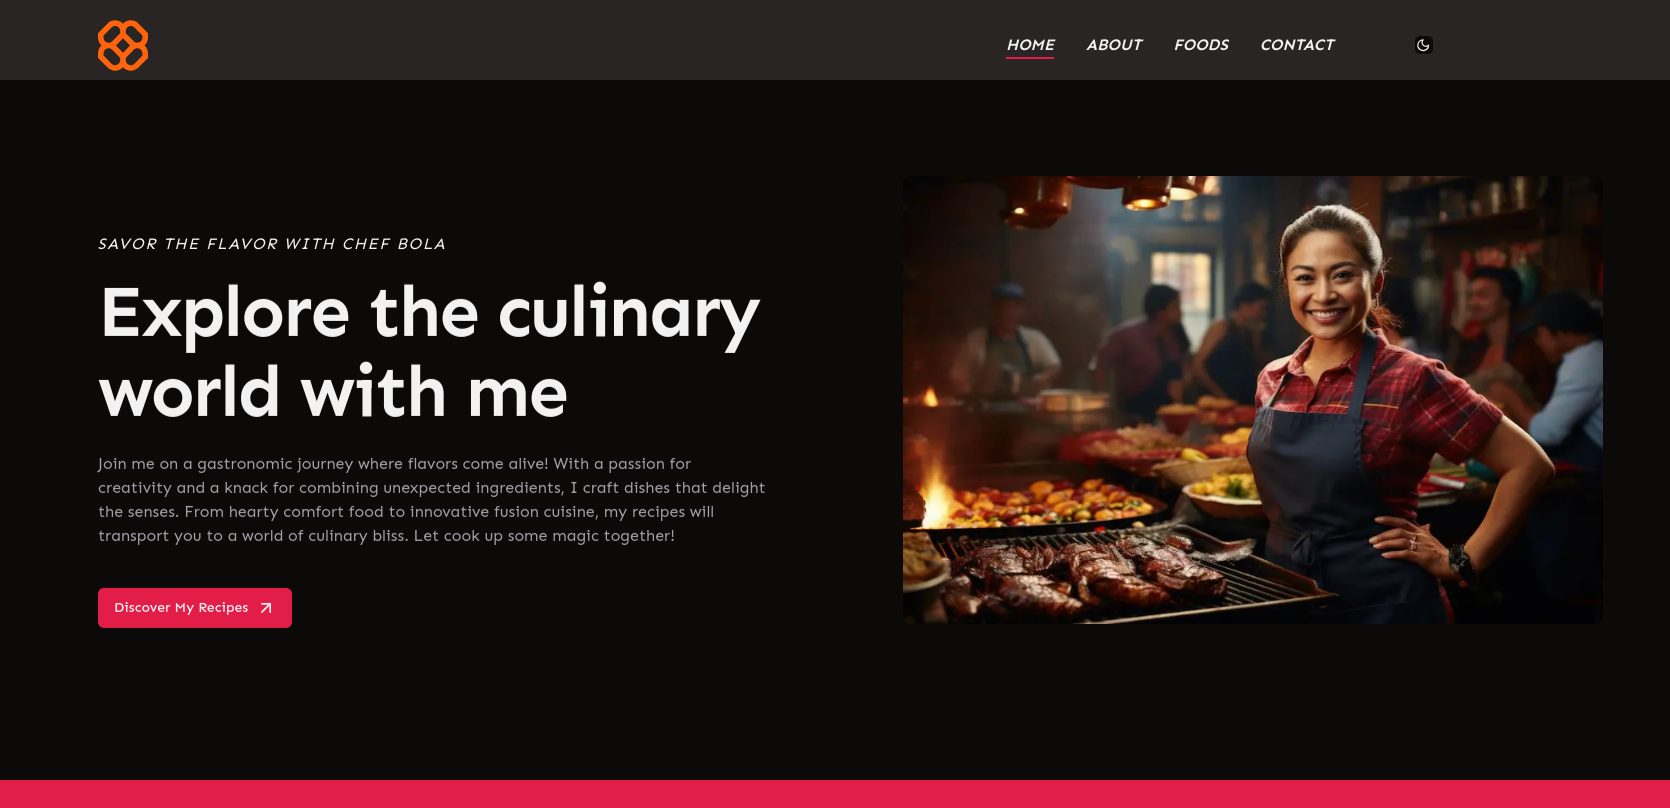 HOME ABOUT FOODS CONTACT
SAVOR THE FLAVOR WITH CHEF BOLA
Explore the culinary
world with me
Join me on a gastronomic journey where flavors come alive! With a passion for
creativity and a knack for combining unexpected ingredients, I craft dishes that delight
the senses. From hearty comfort food to innovative fusion cuisine, my recipes will
transport you to a world of culinary bliss. Let cook up some magic together!
Discover My Recipes